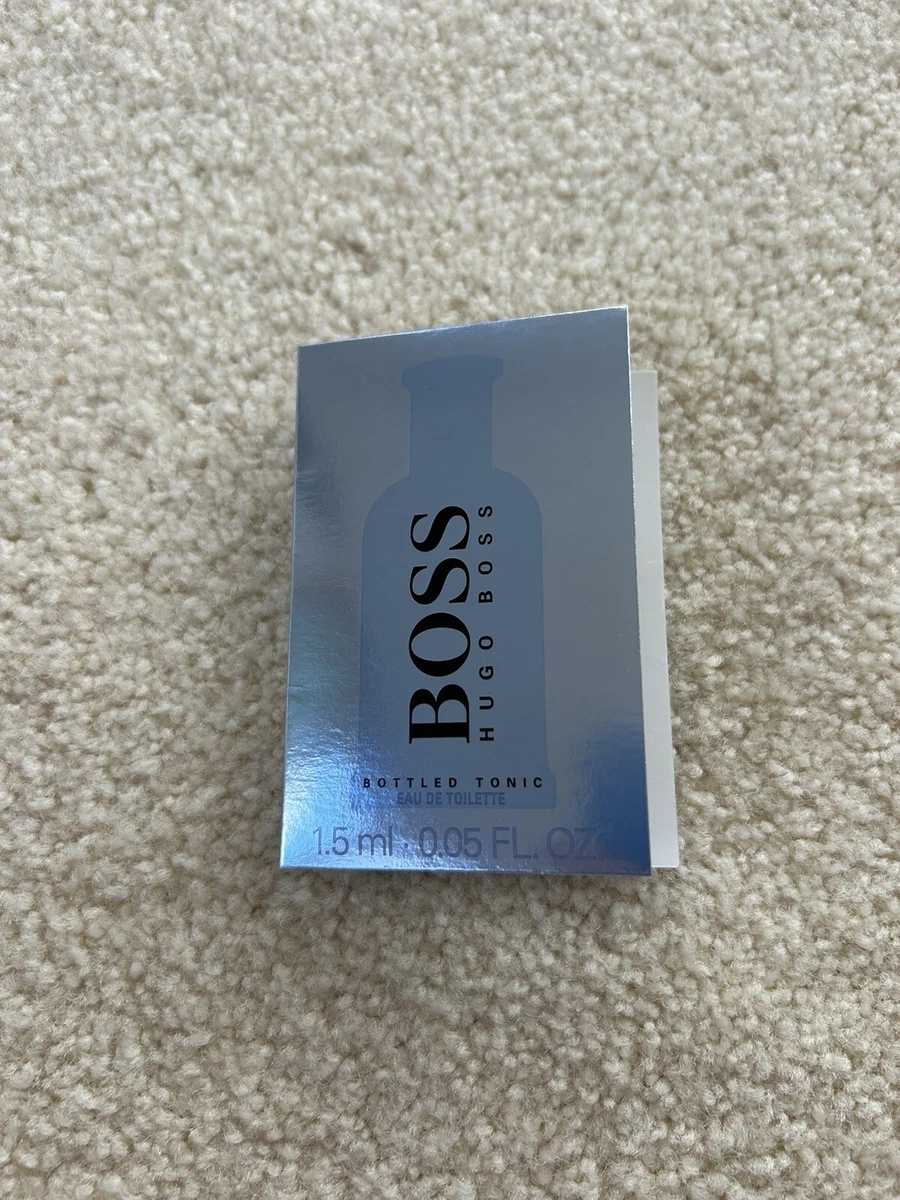 BOSS
HUGO BOSS
BOTTLED TONIC
EAU DE TOILETTE
1.5 ml · 0.05 FL. OZ.